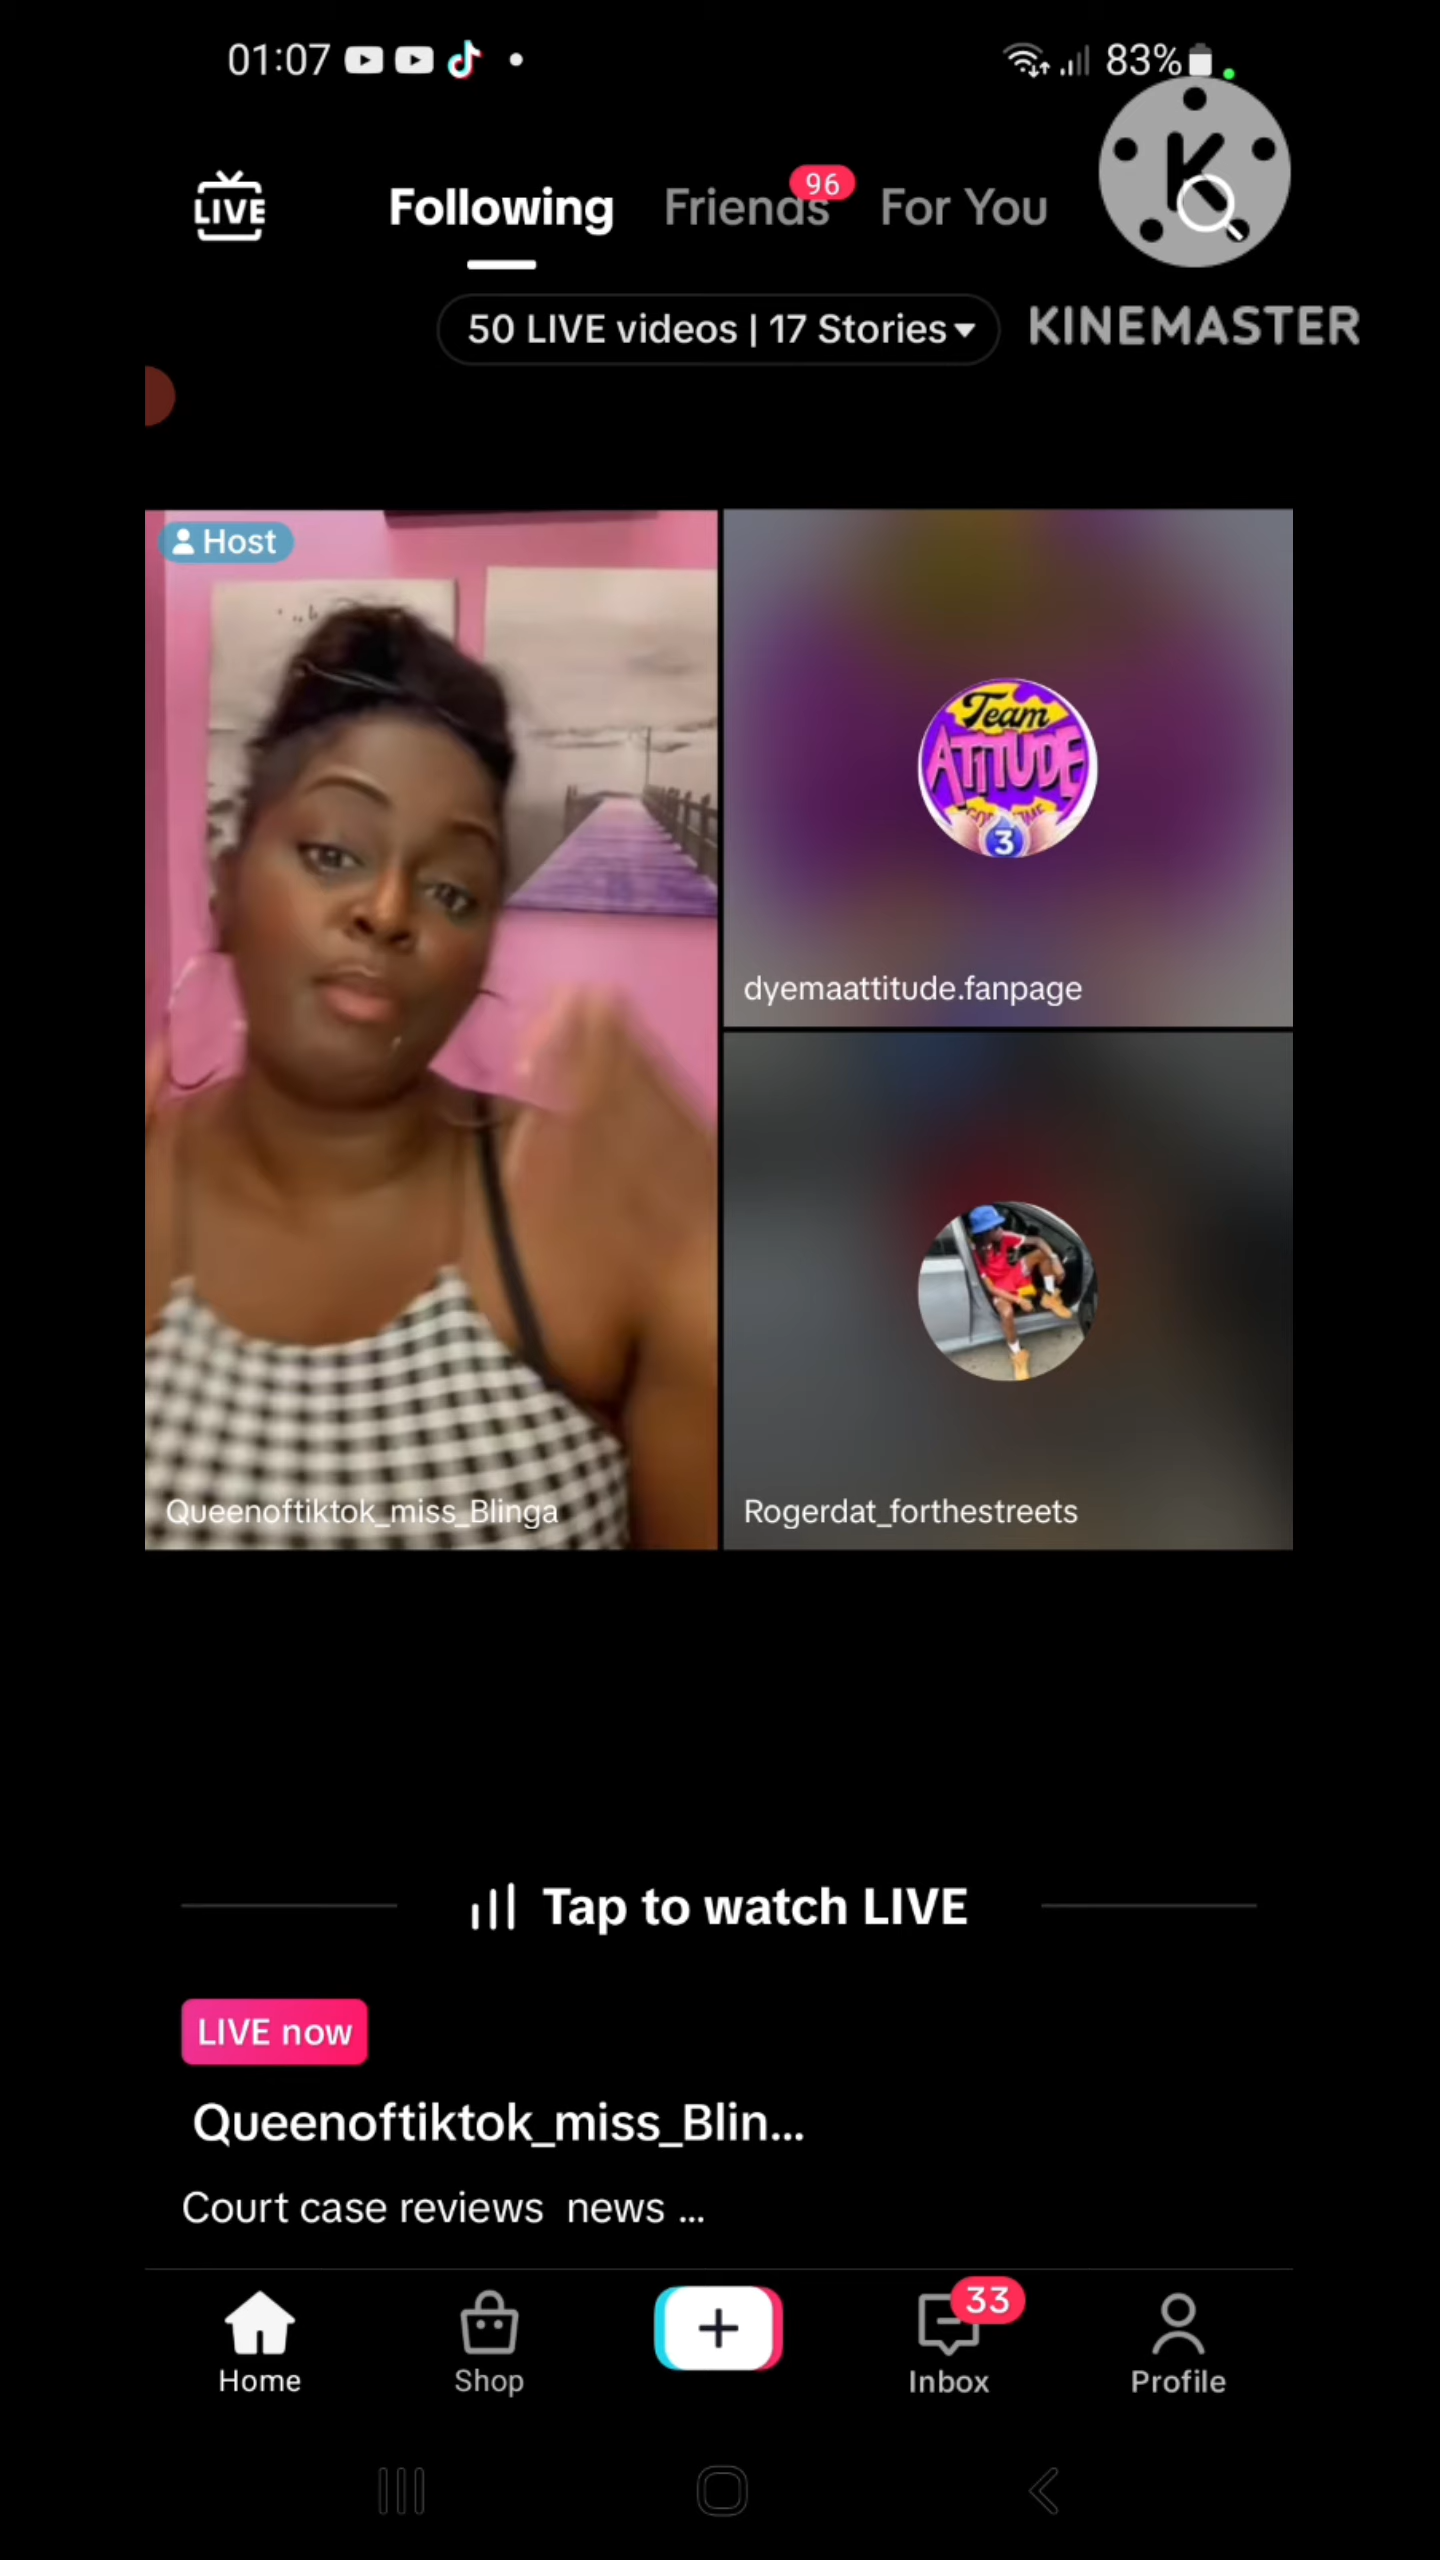 01:07
83%
LIVE
Following
Friends
96
For You
K
KINEMASTER
50 LIVE videos | 17 Stories
Host
Team
ATTITUDE
3
dyemaattitude.fanpage
Queenoftiktok_miss_Blinga
Rogerdat_forthestreets
Tap to watch LIVE
LIVE now
Queenoftiktok_miss_Blin...
Court case reviews news ...
Home
Shop
33
Inbox
Profile